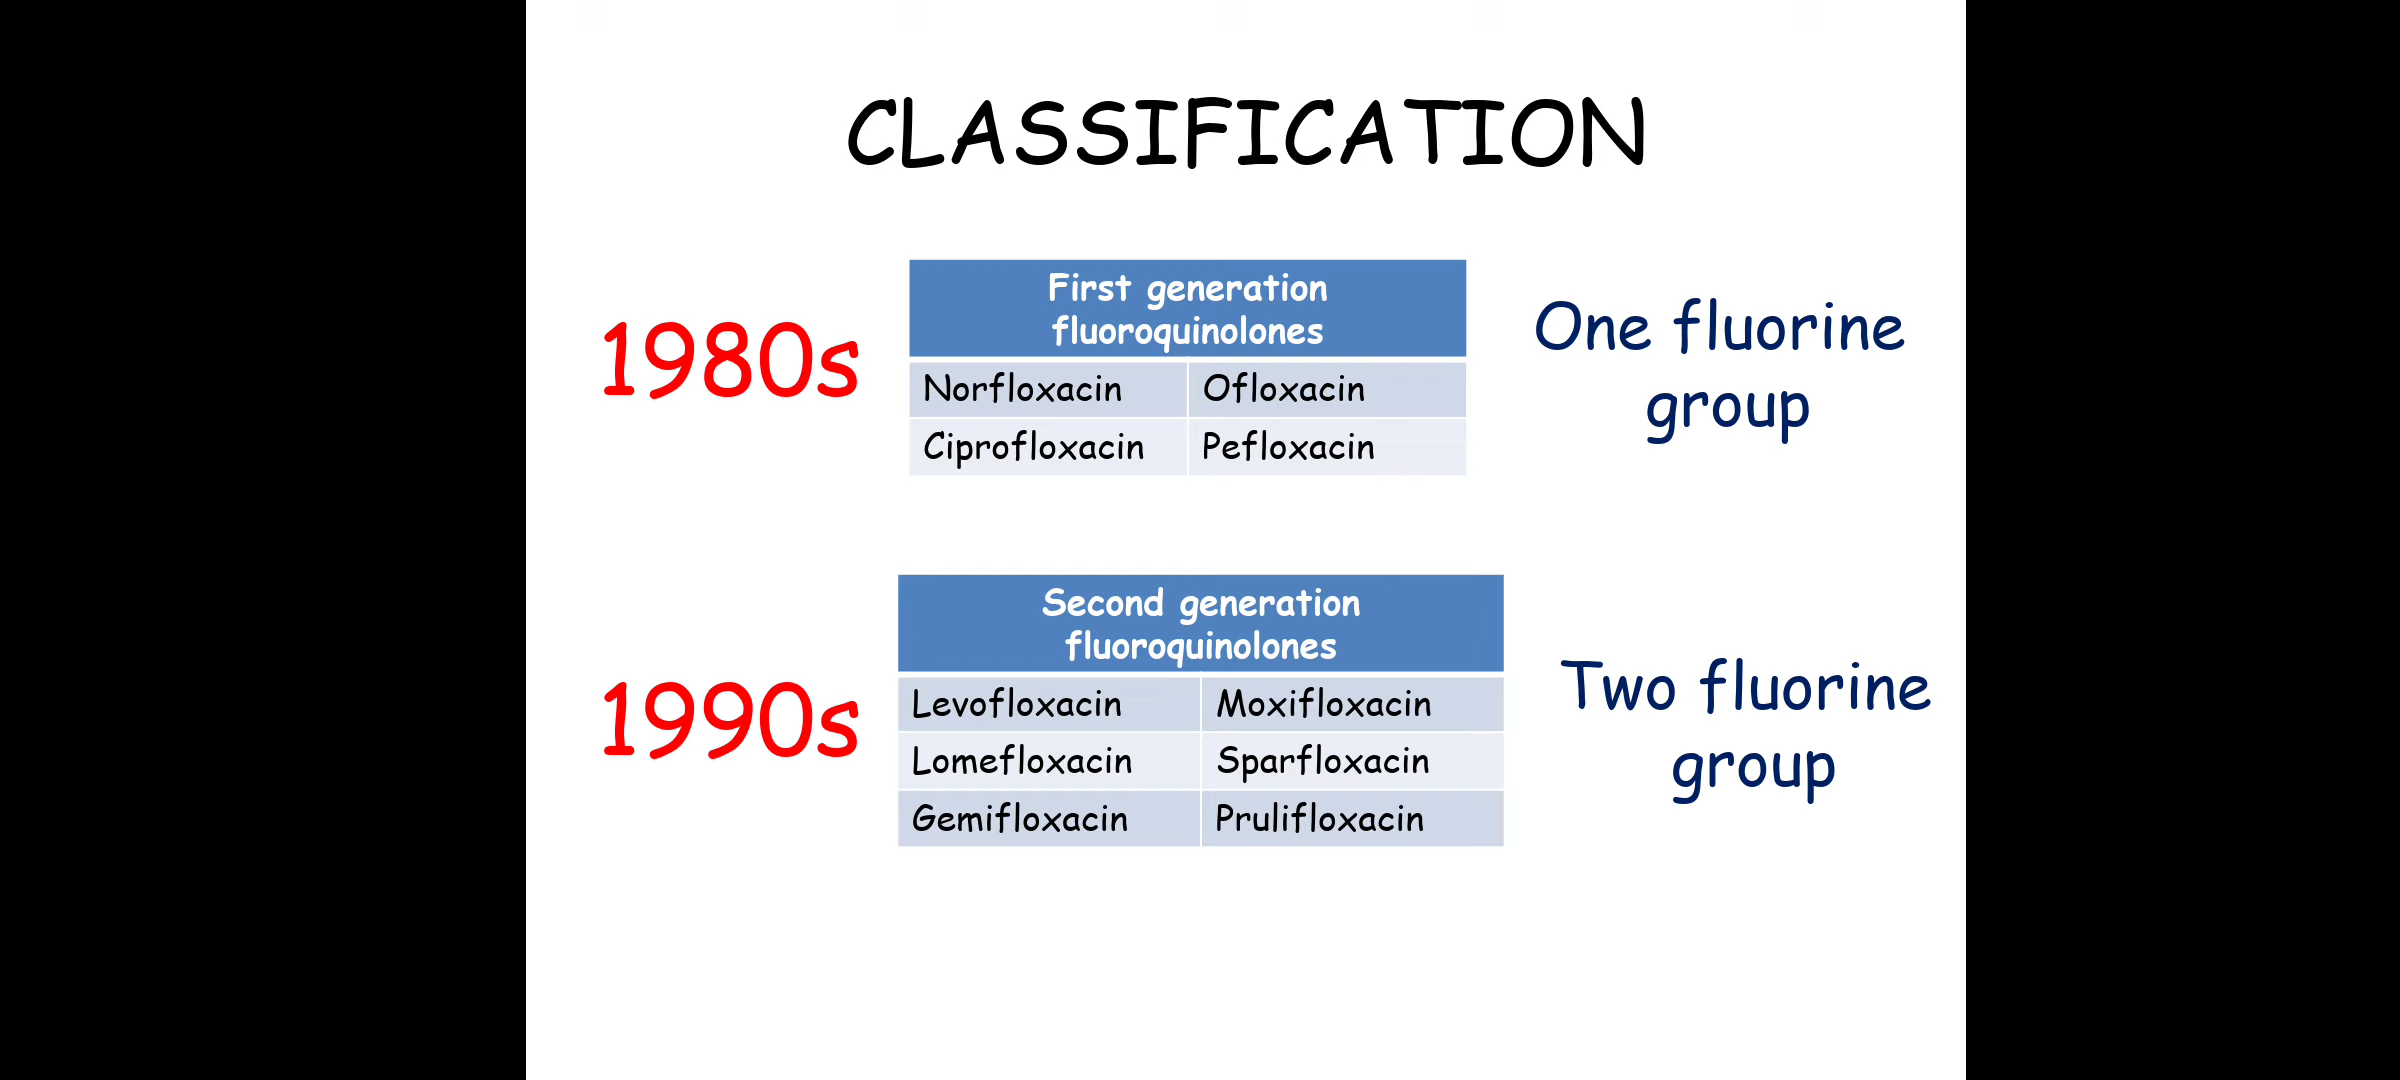 CLASSIFICATION
1980s
First generation
fluoroquinolones
Norfloxacin Ofloxacin
Ciprofloxacin Pefloxacin
One fluorine
group
1990s
Second generation
fluoroquinolones
Levofloxacin Moxifloxacin
Lomefloxacin Sparfloxacin
Gemifloxacin Prulifloxacin
Two fluorine
group